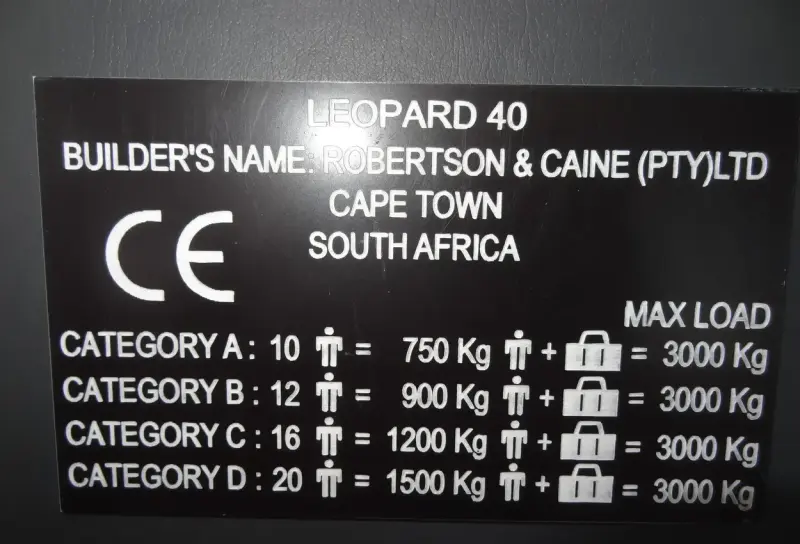 LEOPARD 40
BUILDER'S NAME: ROBERTSON & CAINE (PTY)LTD
CAPE TOWN
SOUTH AFRICA
CE
MAX LOAD
CATEGORY A : 10 = 750 Kg + = 3000 Kg
CATEGORY B : 12 = 900 Kg + = 3000 Kg
CATEGORY C : 16 = 1200 Kg + = 3000 Kg
CATEGORY D : 20 = 1500 Kg + = 3000 Kg